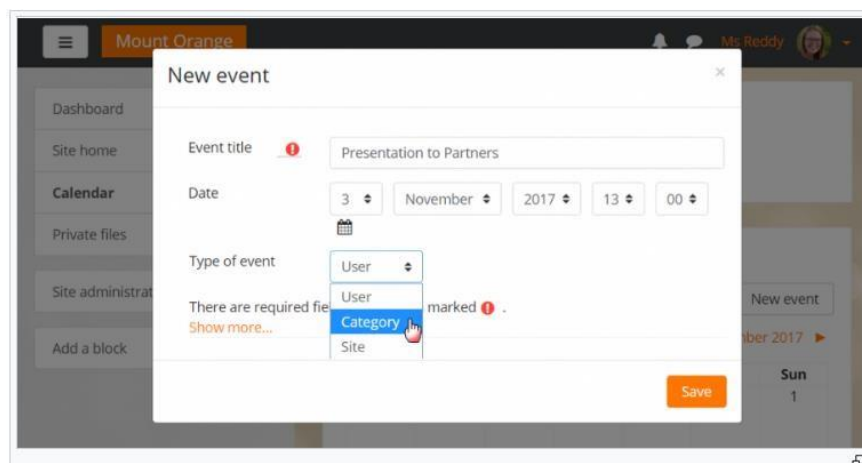 Mount Orange
Ms Reddy
New event
×
Dashboard
Site home
Calendar
Private files
Site administrat
Add a block
Event title
Presentation to Partners
Date
3 November 2017 13 00
Type of event
User
User
Category
Site
There are required fie marked .
Show more...
Save
New event
mber 2017 ►
Sun
1